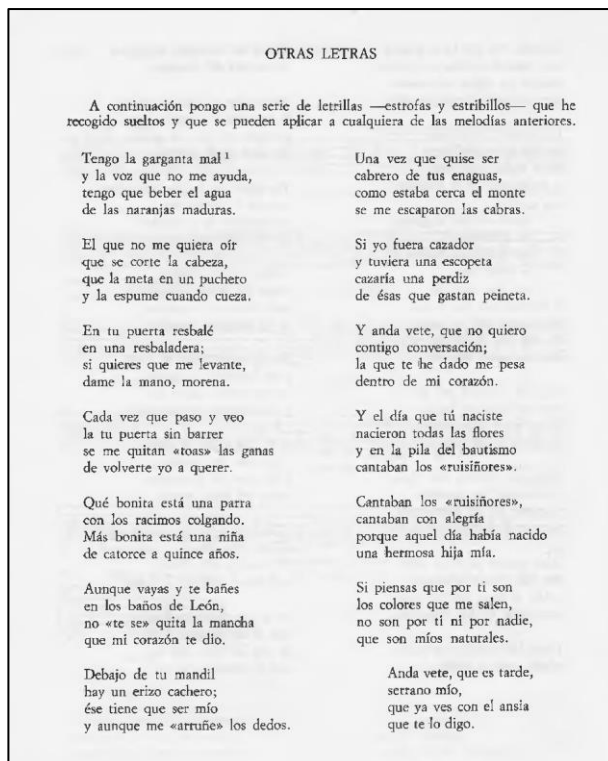 OTRAS LETRAS
A continuación pongo una serie de letrillas —estrofas y estribillos— que he
recogido sueltos y que se pueden aplicar a cualquiera de las melodías anteriores.
Tengo la garganta mal ¹
y la voz que no me ayuda,
tengo que beber el agua
de las naranjas maduras.
El que no me quiera oír
que se corte la cabeza,
que la meta en un puchero
y la espume cuando cueza.
En tu puerta resbalé
en una resbaladera;
si quieres que me levante,
dame la mano, morena.
Cada vez que paso y veo
la tu puerta sin barrer
se me quitan «toas» las ganas
de volverte yo a querer.
Qué bonita está una parra
con los racimos colgando.
Más bonita está una niña
de catorce a quince años.
Aunque vayas y te bañes
en los baños de León,
no «te se» quita la mancha
que mi corazón te dio.
Debajo de tu mandil
hay un erizo cachero;
ése tiene que ser mío
y aunque me «arruñe» los dedos.
Una vez que quise ser
cabrero de tus enaguas,
como estaba cerca el monte
se me escaparon las cabras.
Si yo fuera cazador
y tuviera una escopeta
cazaría una perdiz
de ésas que gastan peineta.
Y anda vete, que no quiero
contigo conversación;
la que te he dado me pesa
dentro de mi corazón.
Y el día que tú naciste
nacieron todas las flores
y en la pila del bautismo
cantaban los «ruisiñores».
Cantaban los «ruisiñores»,
cantaban con alegría
porque aquel día había nacido
una hermosa hija mía.
Si piensas que por ti son
los colores que me salen,
no son por ti ni por nadie,
que son míos naturales.
Anda vete, que es tarde,
serrano mío,
que ya ves con el ansia
que te lo digo.